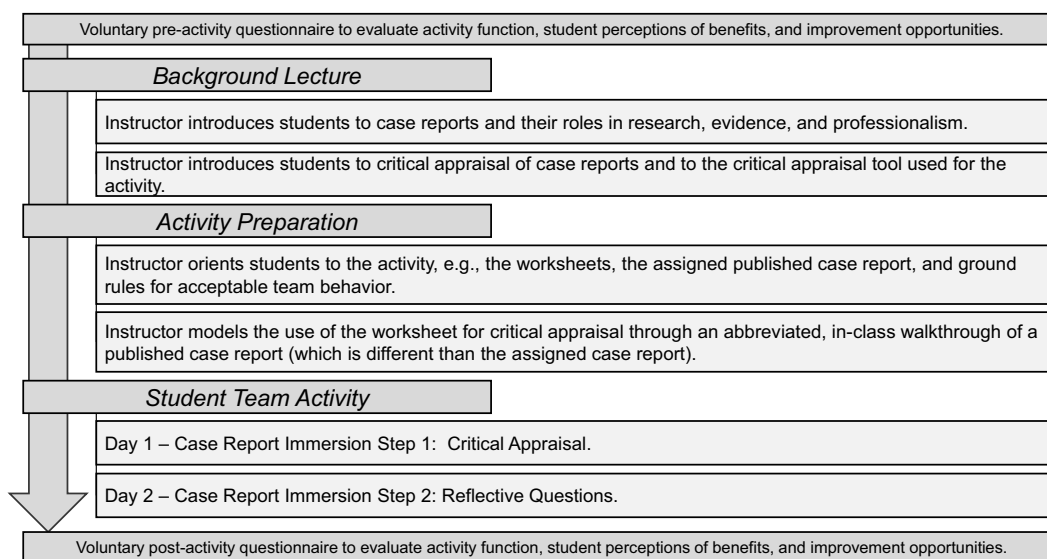 Voluntary pre-activity questionnaire to evaluate activity function, student perceptions of benefits, and improvement opportunities.
Background Lecture
Instructor introduces students to case reports and their roles in research, evidence, and professionalism.
Instructor introduces students to critical appraisal of case reports and to the critical appraisal tool used for the
activity.
Activity Preparation
Instructor orients students to the activity, e.g., the worksheets, the assigned published case report, and ground
rules for acceptable team behavior.
Instructor models the use of the worksheet for critical appraisal through an abbreviated, in-class walkthrough of a
published case report (which is different than the assigned case report).
Student Team Activity
Day 1 – Case Report Immersion Step 1:  Critical Appraisal.
Day 2 – Case Report Immersion Step 2: Reflective Questions.
Voluntary post-activity questionnaire to evaluate activity function, student perceptions of benefits, and improvement opportunities.